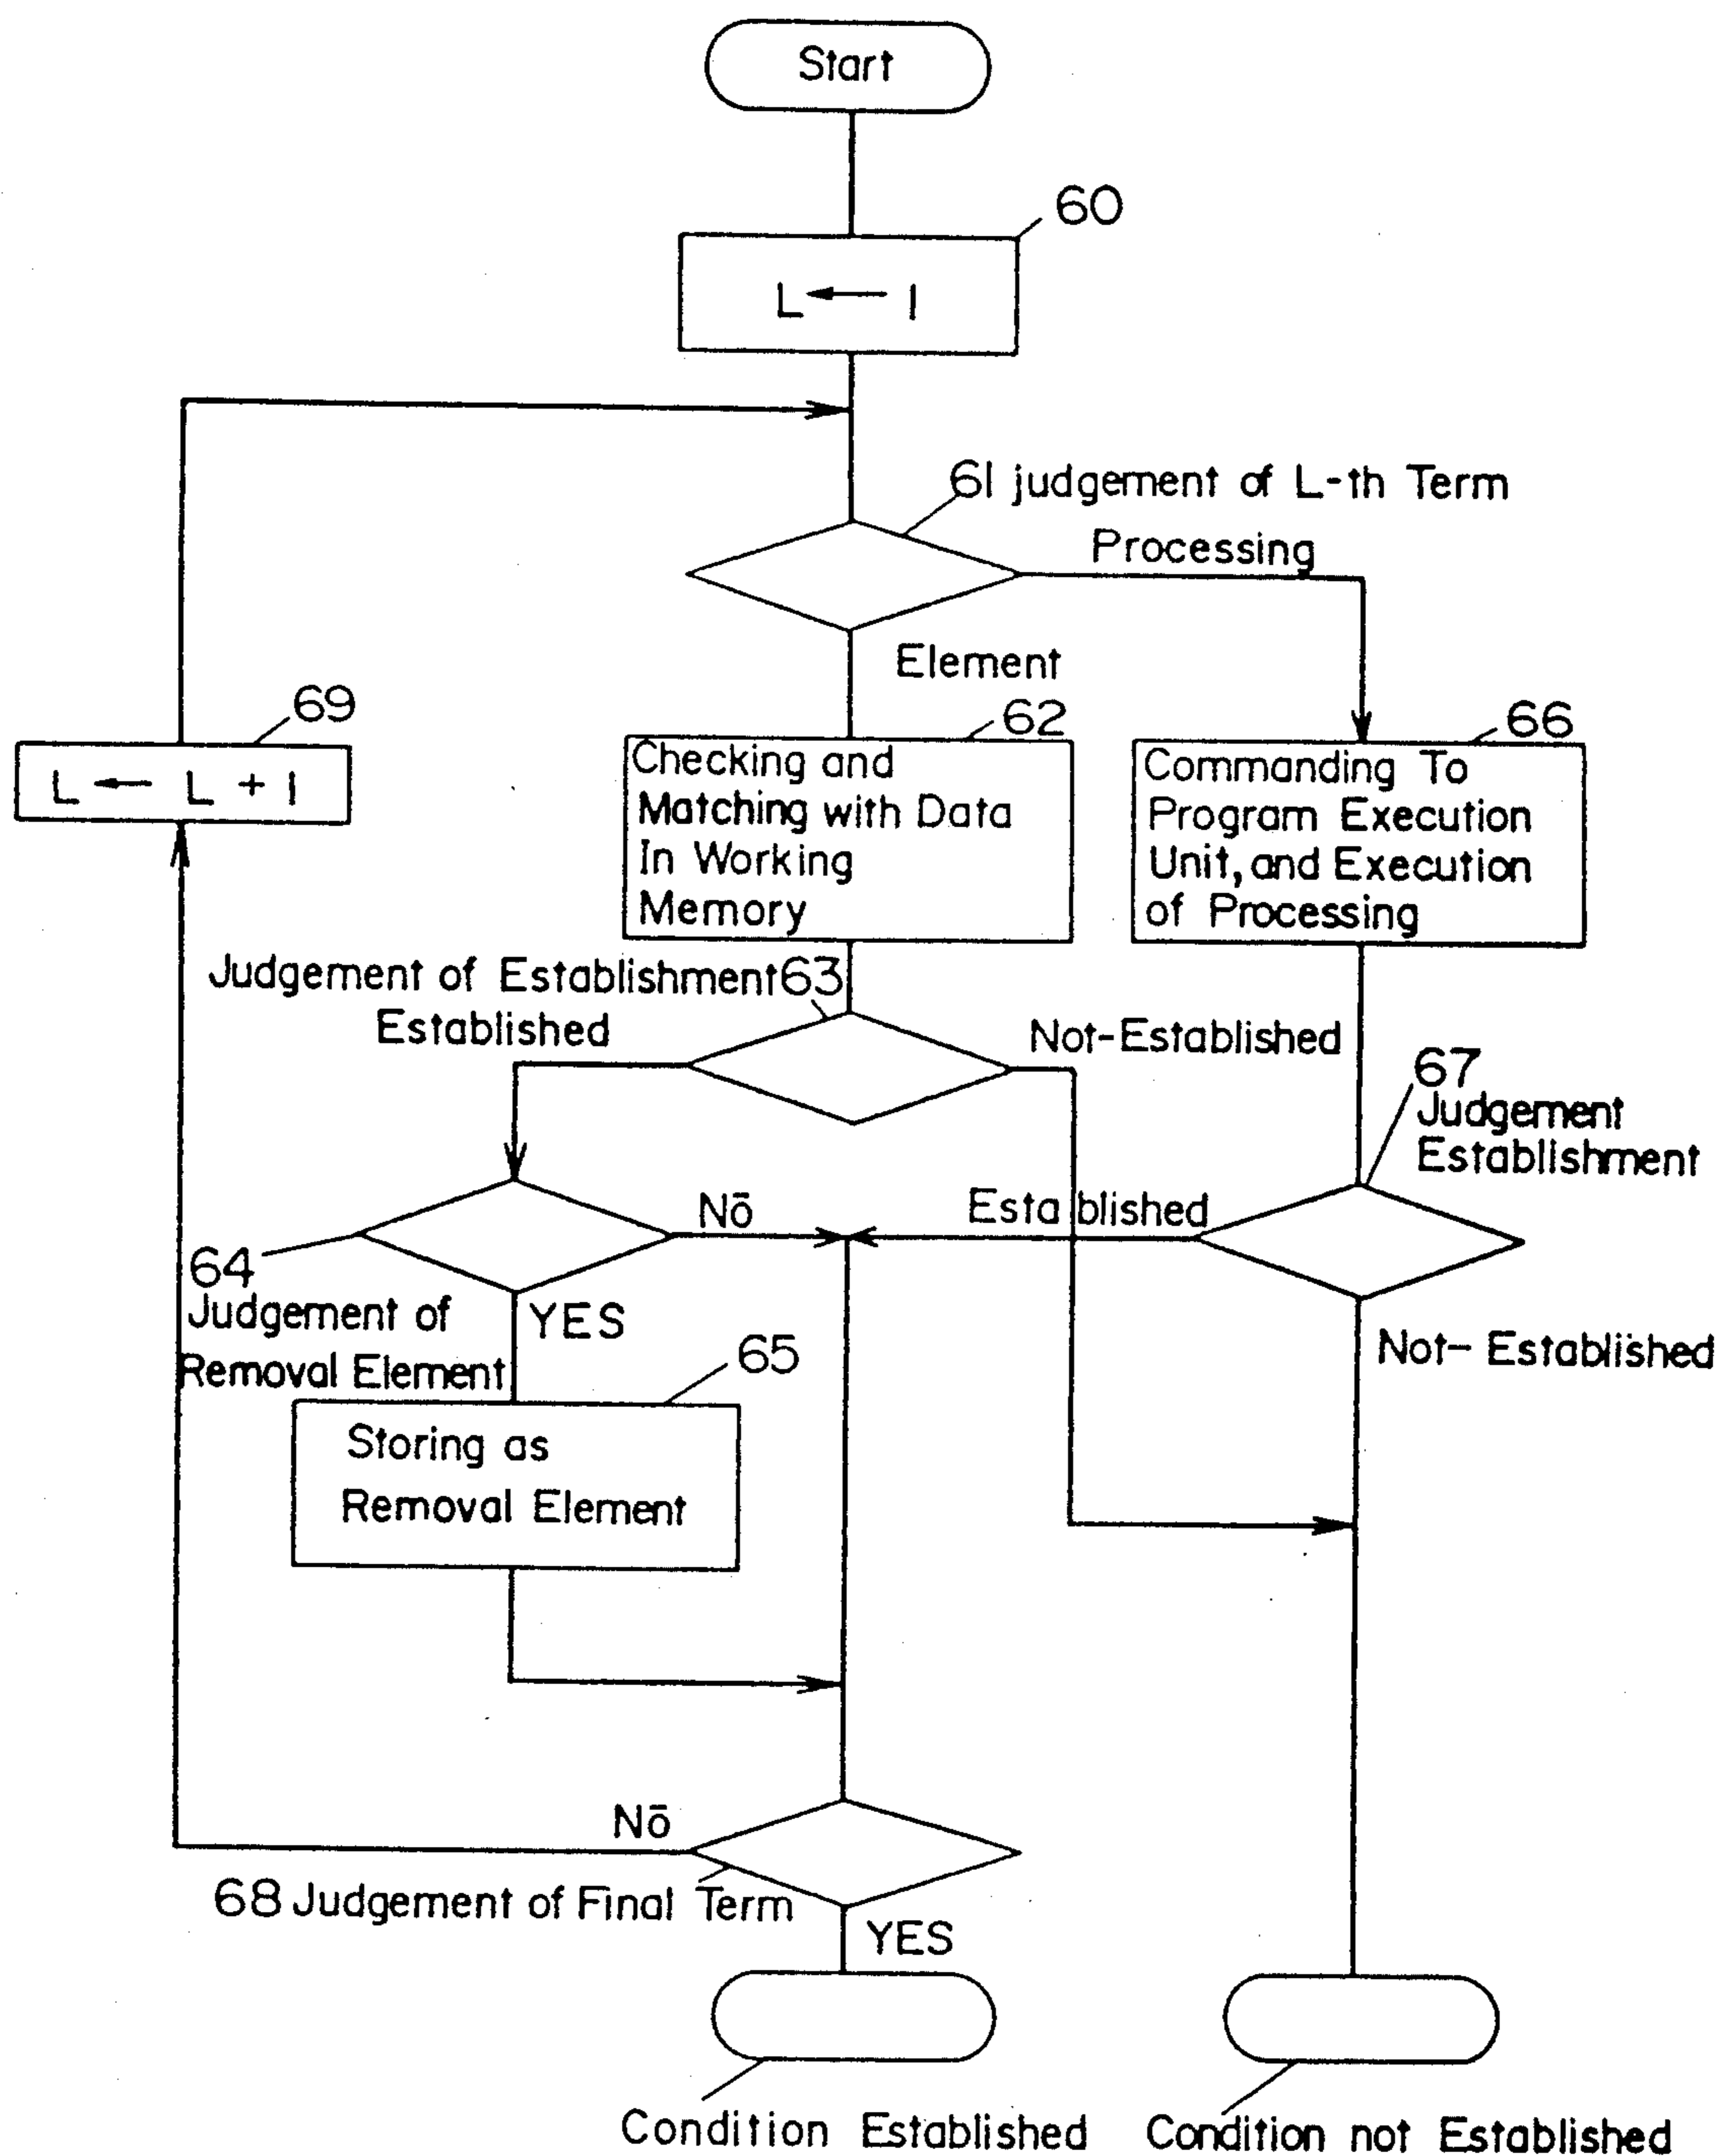 Start
60
L ← 1
61 judgement of L-th Term
Processing
Element
69
L ← L + 1
62
Checking and
Matching with Data
In Working
Memory
66
Commanding To
Program Execution
Unit, and Execution
of Processing
Judgement of Establishment 63
Established
Not-Established
67
Judgement
Establishment
Nō
Established
64
Judgement of
Removal Element
YES
Not-Established
65
Storing as
Removal Element
Nō
68 Judgement of Final Term
YES
Condition Established
Condition not Established